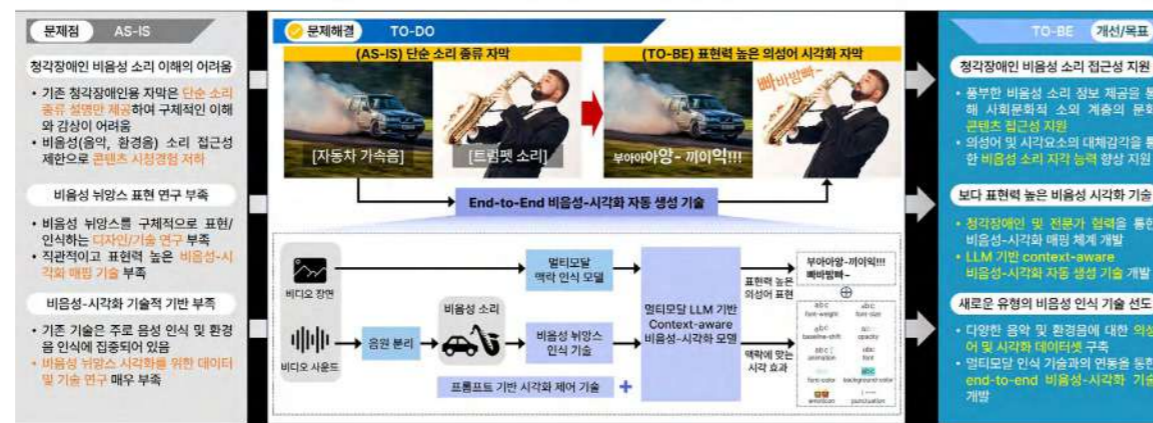 문제점 AS-IS
청각장애인 비음성 소리 이해의 어려움
• 기존 청각장애인용 자막은 단순 소리
종류 설명만 제공하여 구체적인 이해
와 감상이 어려움
• 비음성(음악, 환경음) 소리 접근성
제한으로 콘텐츠 시청경험 저하
비음성 뉘앙스 표현 연구 부족
• 비음성 뉘앙스를 구체적으로 표현/
인식하는 디자인/기술 연구 부족
• 직관적이고 표현력 높은 비음성-시
각화 매핑 기술 부족
비음성-시각화 기술적 기반 부족
• 기존 기술은 주로 음성 인식 및 환경
음 인식에 집중되어 있음
• 비음성 뉘앙스 시각화를 위한 데이터
및 기술 연구 매우 부족
문제해결 TO-DO
(AS-IS) 단순 소리 종류 자막
[자동차 가속음]
[트럼펫 소리]
(TO-BE) 표현력 높은 의성어 시각화 자막
부아아아앙- 끼이익!!!
빠바밤빠~
End-to-End 비음성-시각화 자동 생성 기술
비디오 장면
비디오 사운드
음원 분리
비음성 소리
멀티모달
맥락 인식 모델
비음성 뉘앙스
인식 기술
프롬프트 기반 시각화 제어 기술
+
멀티모달 LLM 기반
Context-aware
비음성-시각화 모델
표현력 높은
의성어 표현
맥락에 맞는
시각 효과
부아아앙-끼이익!!!
빠바밤빠~
abc abc
font-weight font-size
abc
baseline-shift opacity
abc abc
animation font
abc
font-color background-color
emoticon punctuation
TO-BE 개선/목표
청각장애인 비음성 소리 접근성 지원
• 풍부한 비음성 소리 정보 제공을 통
해 사회문화적 소외 계층의 문화
콘텐츠 접근성 지원
• 의성어 및 시각요소의 대체감각을 통
한 비음성 소리 지각 능력 향상 지원
보다 표현력 높은 비음성 시각화 기술
• 청각장애인 및 전문가 협력을 통한
비음성-시각화 매핑 체계 개발
• LLM 기반 context-aware
비음성-시각화 자동 생성 기술 개발
새로운 유형의 비음성 인식 기술 선도
• 다양한 음악 및 환경음에 대한 의성
어 및 시각화 데이터셋 구축
• 멀티모달 인식 기술과의 연동을 통한
end-to-end 비음성-시각화 기술
개발